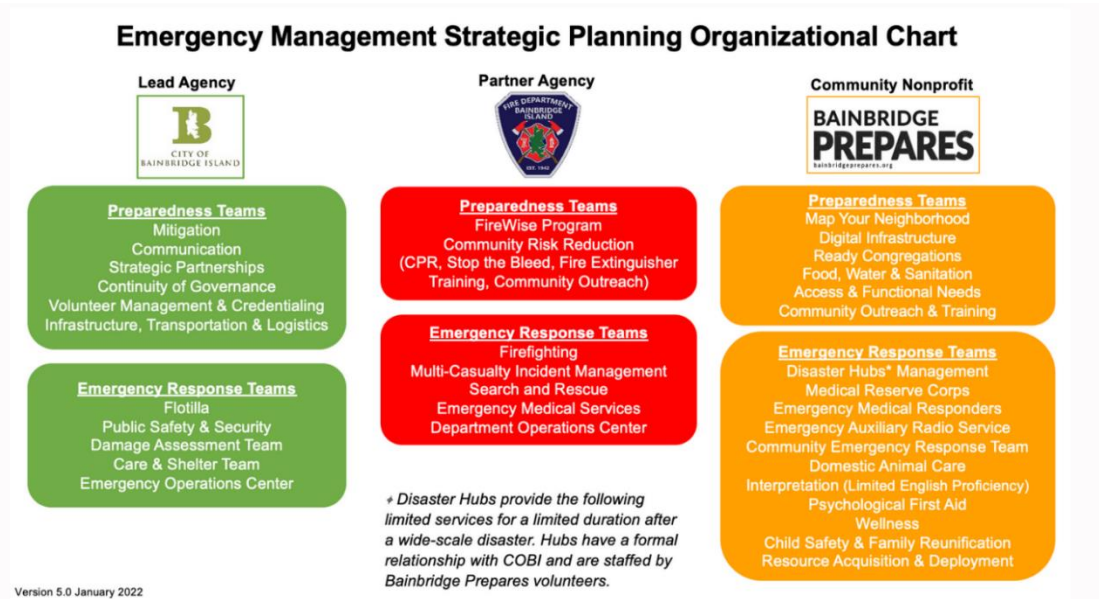 Emergency Management Strategic Planning Organizational Chart
Lead Agency
B
CITY OF
BAINBRIDGE ISLAND
Preparedness Teams
Mitigation
Communication
Strategic Partnerships
Continuity of Governance
Volunteer Management & Credentialing
Infrastructure, Transportation & Logistics
Emergency Response Teams
Flotilla
Public Safety & Security
Damage Assessment Team
Care & Shelter Team
Emergency Operations Center
Partner Agency
FIRE DEPARTMENT
BAINBRIDGE
ISLAND
EST. 1942
Preparedness Teams
FireWise Program
Community Risk Reduction
(CPR, Stop the Bleed, Fire Extinguisher
Training, Community Outreach)
Emergency Response Teams
Firefighting
Multi-Casualty Incident Management
Search and Rescue
Emergency Medical Services
Department Operations Center
* Disaster Hubs provide the following
limited services for a limited duration after
a wide-scale disaster. Hubs have a formal
relationship with COBI and are staffed by
Bainbridge Prepares volunteers.
Community Nonprofit
BAINBRIDGE
PREPARES
bainbridgeprepares.org
Preparedness Teams
Map Your Neighborhood
Digital Infrastructure
Ready Congregations
Food, Water & Sanitation
Access & Functional Needs
Community Outreach & Training
Emergency Response Teams
Disaster Hubs* Management
Medical Reserve Corps
Emergency Medical Responders
Emergency Auxiliary Radio Service
Community Emergency Response Team
Domestic Animal Care
Interpretation (Limited English Proficiency)
Psychological First Aid
Wellness
Child Safety & Family Reunification
Resource Acquisition & Deployment
Version 5.0 January 2022